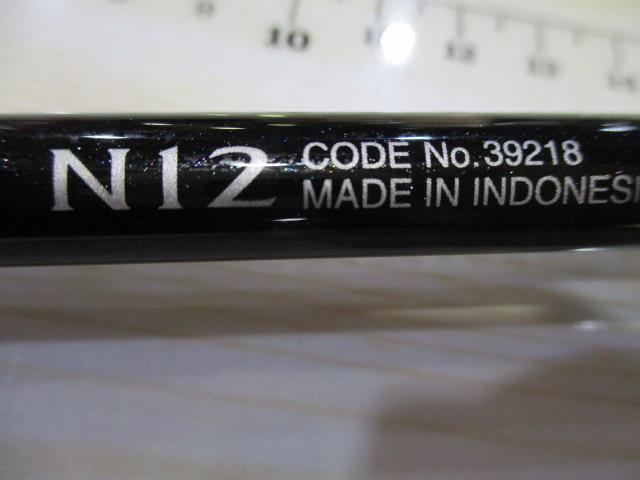 10 12 13 14
N12
CODE No.39218
MADE IN INDONESI